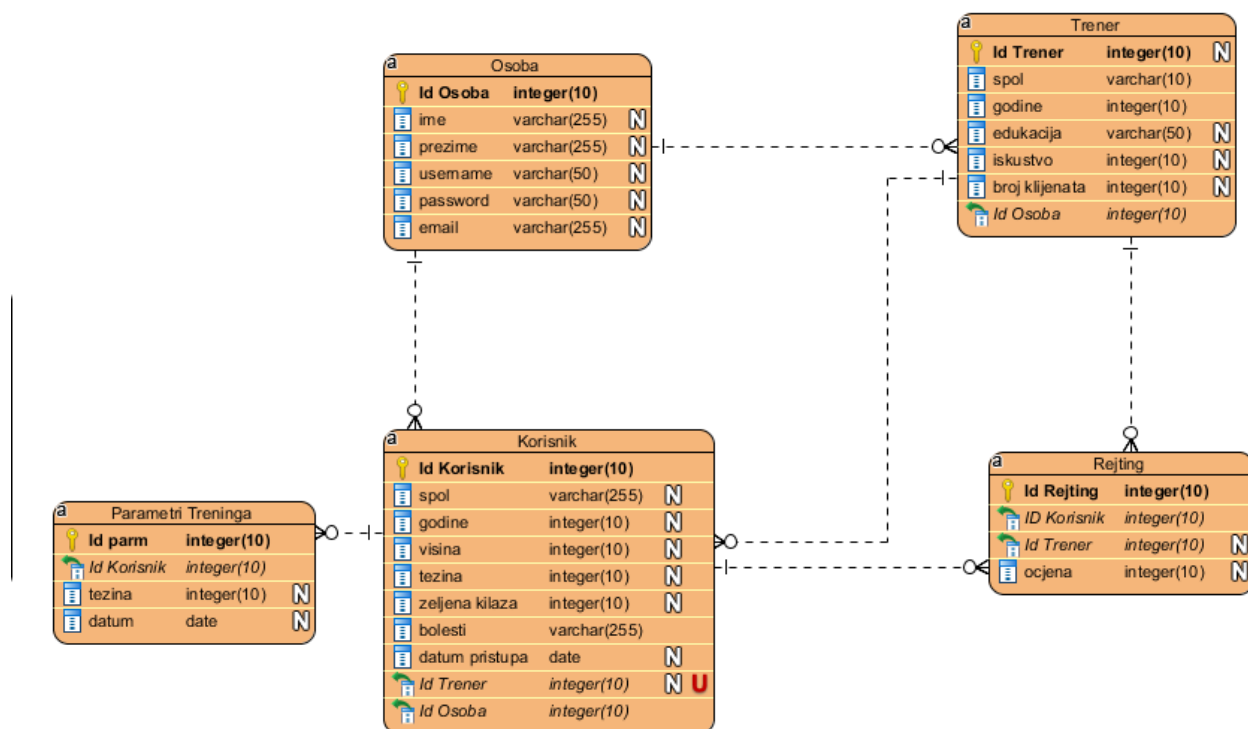 a Osoba
Id Osoba integer(10)
ime varchar(255) N
prezime varchar(255) N
username varchar(50) N
password varchar(50) N
email varchar(255) N
a Trener
Id Trener integer(10) N
spol varchar(10)
godine integer(10)
edukacija varchar(50) N
iskustvo integer(10) N
broj klijenata integer(10) N
Id Osoba integer(10)
a Parametri Treninga
Id parm integer(10)
Id Korisnik integer(10)
tezina integer(10) N
datum date N
a Korisnik
Id Korisnik integer(10)
spol varchar(255) N
godine integer(10) N
visina integer(10) N
tezina integer(10) N
zeljena kilaza integer(10) N
bolesti varchar(255)
datum pristupa date N
Id Trener integer(10) N U
Id Osoba integer(10)
a Rejting
Id Rejting integer(10)
ID Korisnik integer(10)
Id Trener integer(10) N
ocjena integer(10) N